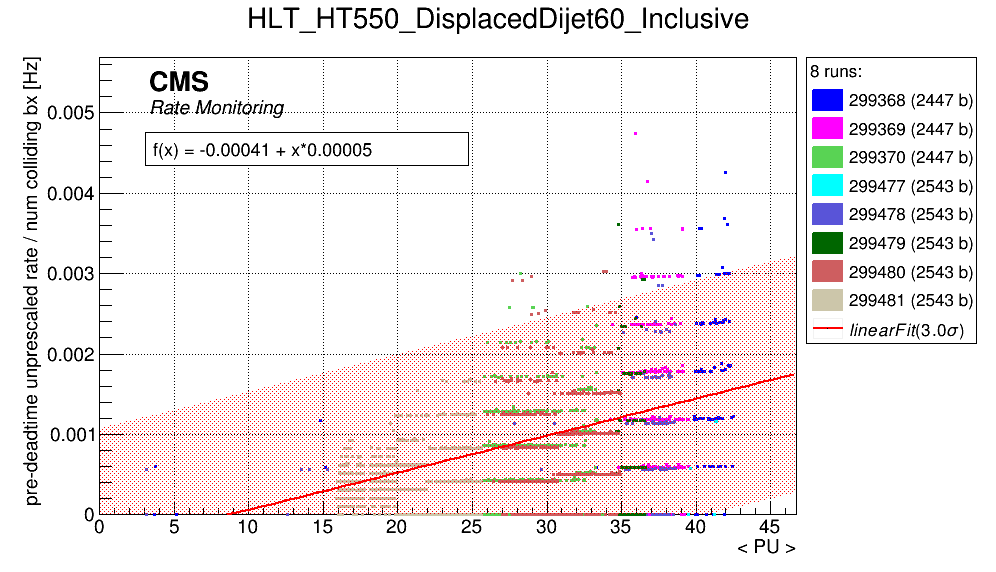 HLT_HT550_DisplacedDijet60_Inclusive
pre-deadtime unprescaled rate / num colliding bx [Hz]
CMS
Rate Monitoring
f(x) = -0.00041 + x*0.00005
0.005
0.004
0.003
0.002
0.001
0
0 5 10 15 20 25 30 35 40 45
< PU >
8 runs:
299368 (2447 b)
299369 (2447 b)
299370 (2447 b)
299477 (2543 b)
299478 (2543 b)
299479 (2543 b)
299480 (2543 b)
299481 (2543 b)
linearFit(3.0σ)